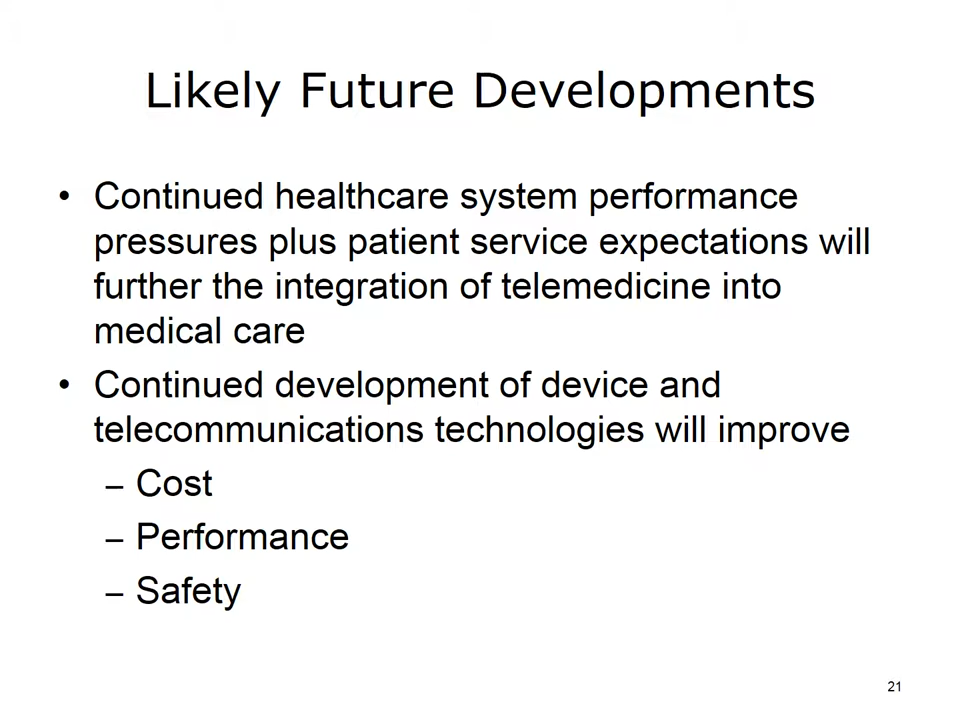 Likely Future Developments
• Continued healthcare system performance
pressures plus patient service expectations will
further the integration of telemedicine into
medical care
• Continued development of device and
telecommunications technologies will improve
– Cost
– Performance
– Safety
21